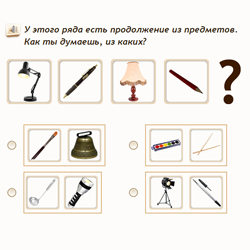 У этого ряда есть продолжение из предметов.
Как ты думаешь, из каких?
?